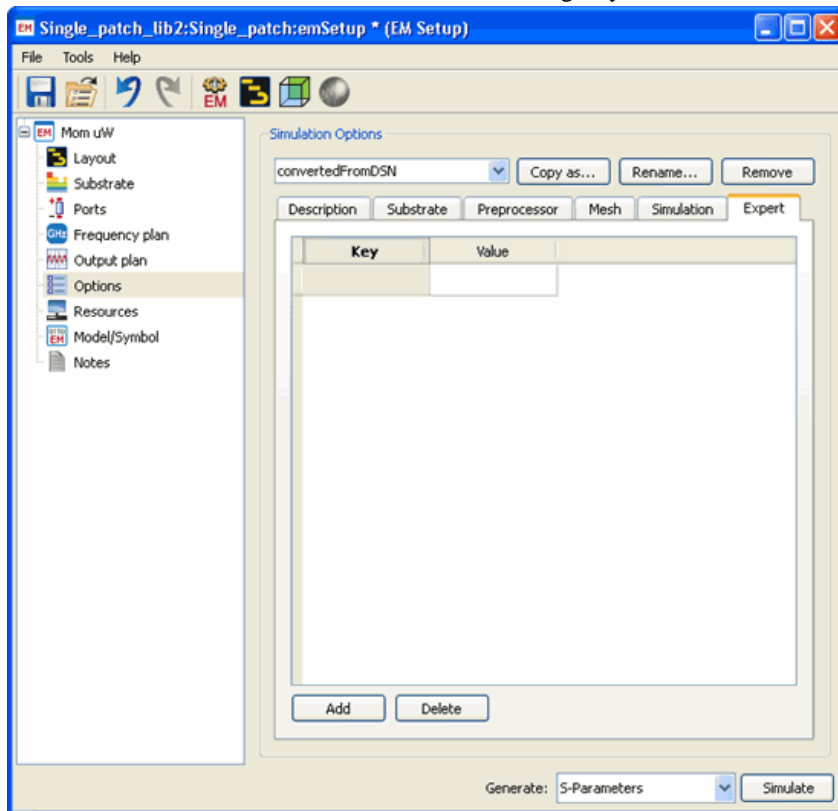 EM Single_patch_lib2:Single_patch:emSetup * (EM Setup)
File Tools Help
EM
EM Mom uW
Layout
Substrate
Ports
GHz Frequency plan
Output plan
Options
Resources
EM Model/Symbol
Notes
Simulation Options
convertedFromDSN Copy as... Rename... Remove
Description Substrate Preprocessor Mesh Simulation Expert
Key Value
Add Delete
Generate: S-Parameters Simulate